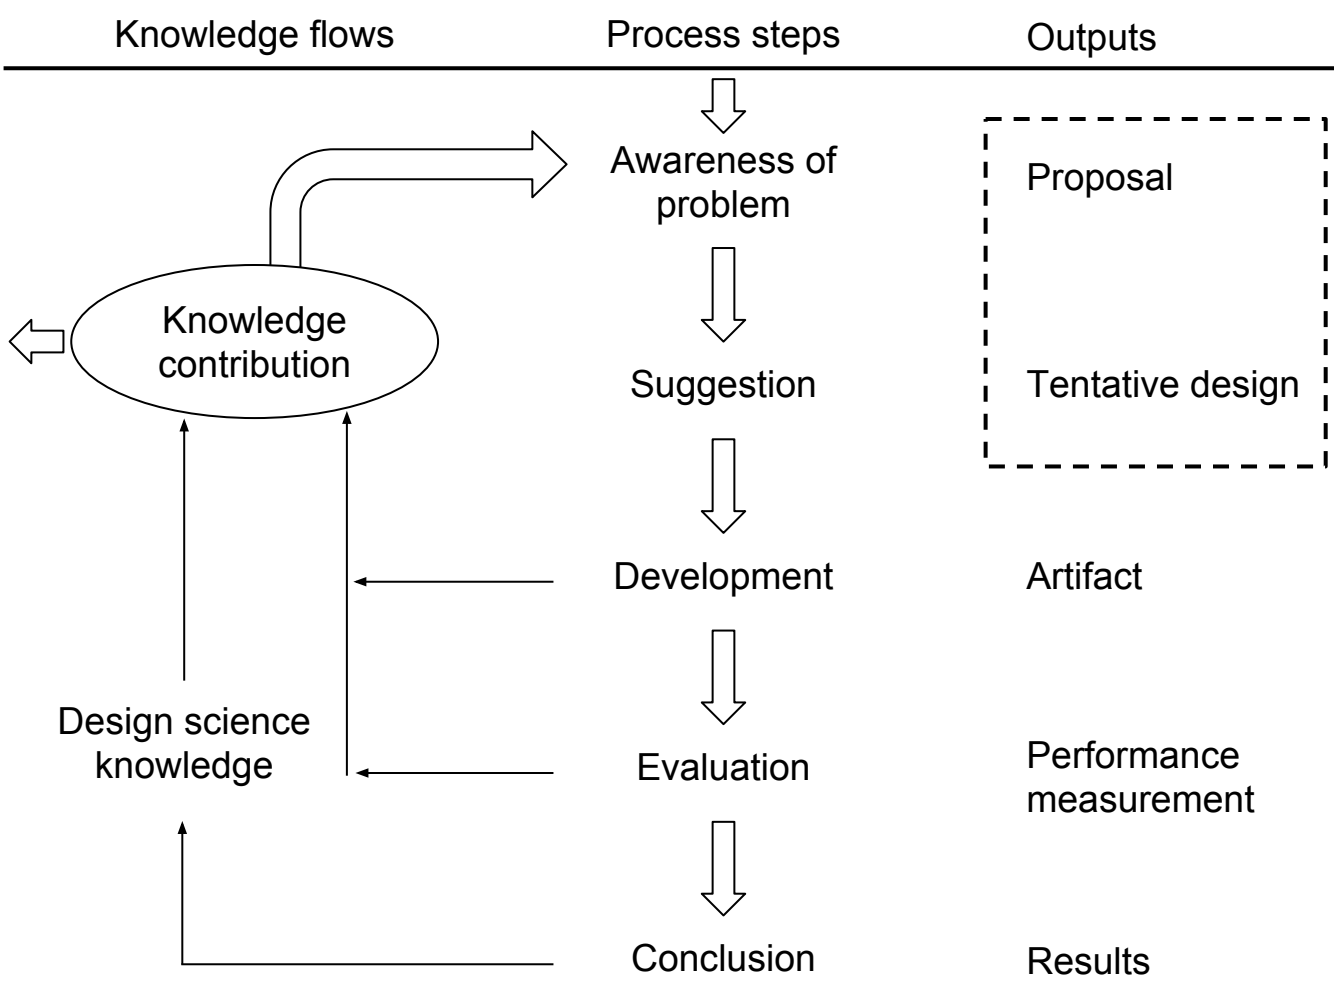 Knowledge flows
Process steps
Outputs
Awareness of
problem
Proposal
Knowledge
contribution
Suggestion
Tentative design
Development
Artifact
Design science
knowledge
Evaluation
Performance
measurement
Conclusion
Results